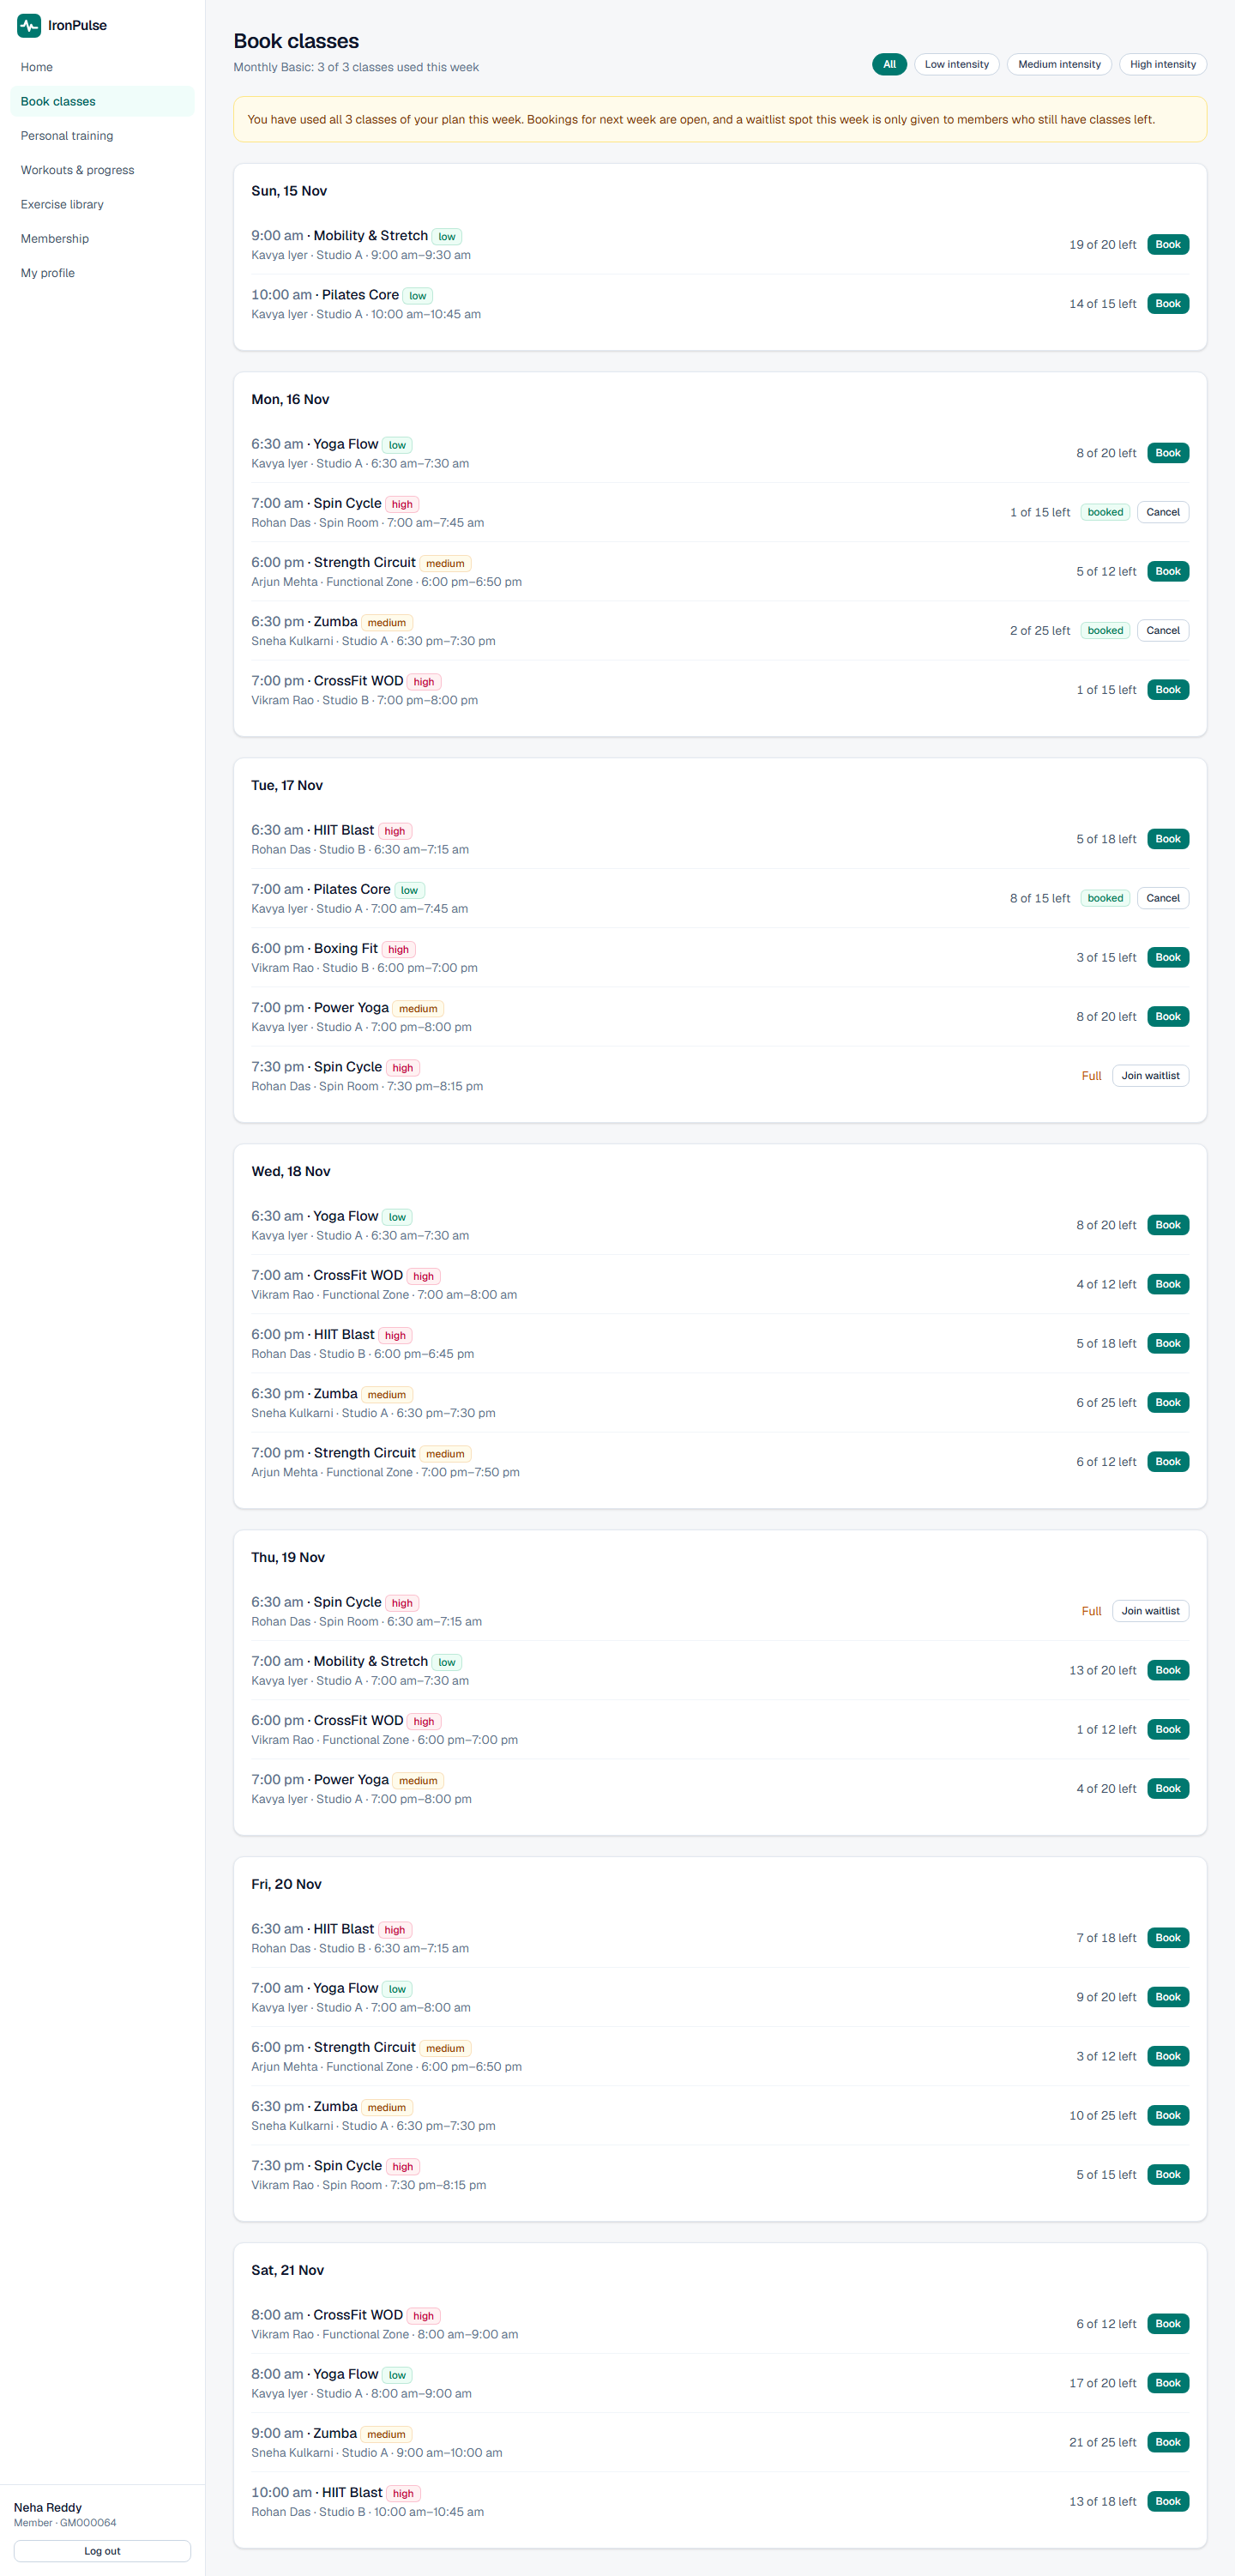 IronPulse
Home
Book classes
Personal training
Workouts & progress
Exercise library
Membership
My profile
Neha Reddy
Member · GM000064
Log out
Book classes
Monthly Basic: 3 of 3 classes used this week
All
Low intensity
Medium intensity
High intensity
You have used all 3 classes of your plan this week. Bookings for next week are open, and a waitlist spot this week is only given to members who still have classes left.
Sun, 15 Nov
9:00 am · Mobility & Stretch low
Kavya Iyer · Studio A · 9:00 am–9:30 am
19 of 20 left Book
10:00 am · Pilates Core low
Kavya Iyer · Studio A · 10:00 am–10:45 am
14 of 15 left Book
Mon, 16 Nov
6:30 am · Yoga Flow low
Kavya Iyer · Studio A · 6:30 am–7:30 am
8 of 20 left Book
7:00 am · Spin Cycle high
Rohan Das · Spin Room · 7:00 am–7:45 am
1 of 15 left booked Cancel
6:00 pm · Strength Circuit medium
Arjun Mehta · Functional Zone · 6:00 pm–6:50 pm
5 of 12 left Book
6:30 pm · Zumba medium
Sneha Kulkarni · Studio A · 6:30 pm–7:30 pm
2 of 25 left booked Cancel
7:00 pm · CrossFit WOD high
Vikram Rao · Studio B · 7:00 pm–8:00 pm
1 of 15 left Book
Tue, 17 Nov
6:30 am · HIIT Blast high
Rohan Das · Studio B · 6:30 am–7:15 am
5 of 18 left Book
7:00 am · Pilates Core low
Kavya Iyer · Studio A · 7:00 am–7:45 am
8 of 15 left booked Cancel
6:00 pm · Boxing Fit high
Vikram Rao · Studio B · 6:00 pm–7:00 pm
3 of 15 left Book
7:00 pm · Power Yoga medium
Kavya Iyer · Studio A · 7:00 pm–8:00 pm
8 of 20 left Book
7:30 pm · Spin Cycle high
Rohan Das · Spin Room · 7:30 pm–8:15 pm
Full Join waitlist
Wed, 18 Nov
6:30 am · Yoga Flow low
Kavya Iyer · Studio A · 6:30 am–7:30 am
8 of 20 left Book
7:00 am · CrossFit WOD high
Vikram Rao · Functional Zone · 7:00 am–8:00 am
4 of 12 left Book
6:00 pm · HIIT Blast high
Rohan Das · Studio B · 6:00 pm–6:45 pm
5 of 18 left Book
6:30 pm · Zumba medium
Sneha Kulkarni · Studio A · 6:30 pm–7:30 pm
6 of 25 left Book
7:00 pm · Strength Circuit medium
Arjun Mehta · Functional Zone · 7:00 pm–7:50 pm
6 of 12 left Book
Thu, 19 Nov
6:30 am · Spin Cycle high
Rohan Das · Spin Room · 6:30 am–7:15 am
Full Join waitlist
7:00 am · Mobility & Stretch low
Kavya Iyer · Studio A · 7:00 am–7:30 am
13 of 20 left Book
6:00 pm · CrossFit WOD high
Vikram Rao · Functional Zone · 6:00 pm–7:00 pm
1 of 12 left Book
7:00 pm · Power Yoga medium
Kavya Iyer · Studio A · 7:00 pm–8:00 pm
4 of 20 left Book
Fri, 20 Nov
6:30 am · HIIT Blast high
Rohan Das · Studio B · 6:30 am–7:15 am
7 of 18 left Book
7:00 am · Yoga Flow low
Kavya Iyer · Studio A · 7:00 am–8:00 am
9 of 20 left Book
6:00 pm · Strength Circuit medium
Arjun Mehta · Functional Zone · 6:00 pm–6:50 pm
3 of 12 left Book
6:30 pm · Zumba medium
Sneha Kulkarni · Studio A · 6:30 pm–7:30 pm
10 of 25 left Book
7:30 pm · Spin Cycle high
Vikram Rao · Spin Room · 7:30 pm–8:15 pm
5 of 15 left Book
Sat, 21 Nov
8:00 am · CrossFit WOD high
Vikram Rao · Functional Zone · 8:00 am–9:00 am
6 of 12 left Book
8:00 am · Yoga Flow low
Kavya Iyer · Studio A · 8:00 am–9:00 am
17 of 20 left Book
9:00 am · Zumba medium
Sneha Kulkarni · Studio A · 9:00 am–10:00 am
21 of 25 left Book
10:00 am · HIIT Blast high
Rohan Das · Studio B · 10:00 am–10:45 am
13 of 18 left Book